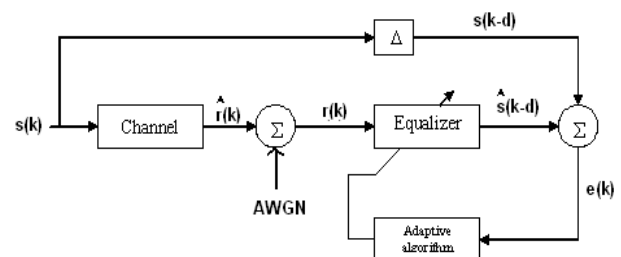 Δ
s(k-d)
s(k)
Channel
^
r(k)
Σ
r(k)
Equalizer
^
s(k-d)
Σ
AWGN
e(k)
Adaptive
algorithm